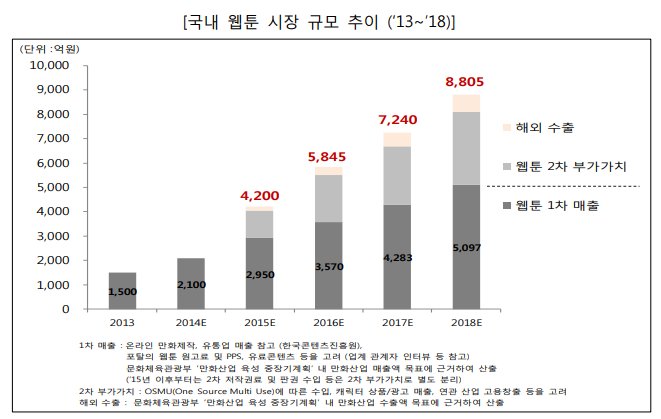 [국내 웹툰 시장 규모 추이 (‘13~‘18)]
(단위 :억원)
10,000
9,000
8,000
7,000
6,000
5,000
4,000
3,000
2,000
1,000
0
1,500
2,100
4,200
2,950
5,845
3,570
7,240
4,283
8,805
5,097
2013
2014E
2015E
2016E
2017E
2018E
해외 수출
웹툰 2차 부가가치
웹툰 1차 매출
1차 매출 : 온라인 만화제작, 유통업 매출 참고 (한국콘텐츠진흥원),
포탈의 웹툰 원고료 및 PPS, 유료콘텐츠 등을 고려 (업계 관계자 인터뷰 등 참고)
문화체육관광부 ‘만화산업 육성 중장기계획’ 내 만화산업 매출액 목표에 근거하여 산출
(‘15년 이후부터는 2차 저작권료 및 판권 수입 등은 2차 부가가치로 별도 분리)
2차 부가가치 : OSMU(One Source Multi Use)에 따른 수입, 캐릭터 상품/광고 매출, 연관 산업 고용창출 등을 고려
해외 수출 : 문화체육관광부 ‘만화산업 육성 중장기계획’ 내 만화산업 수출액 목표에 근거하여 산출